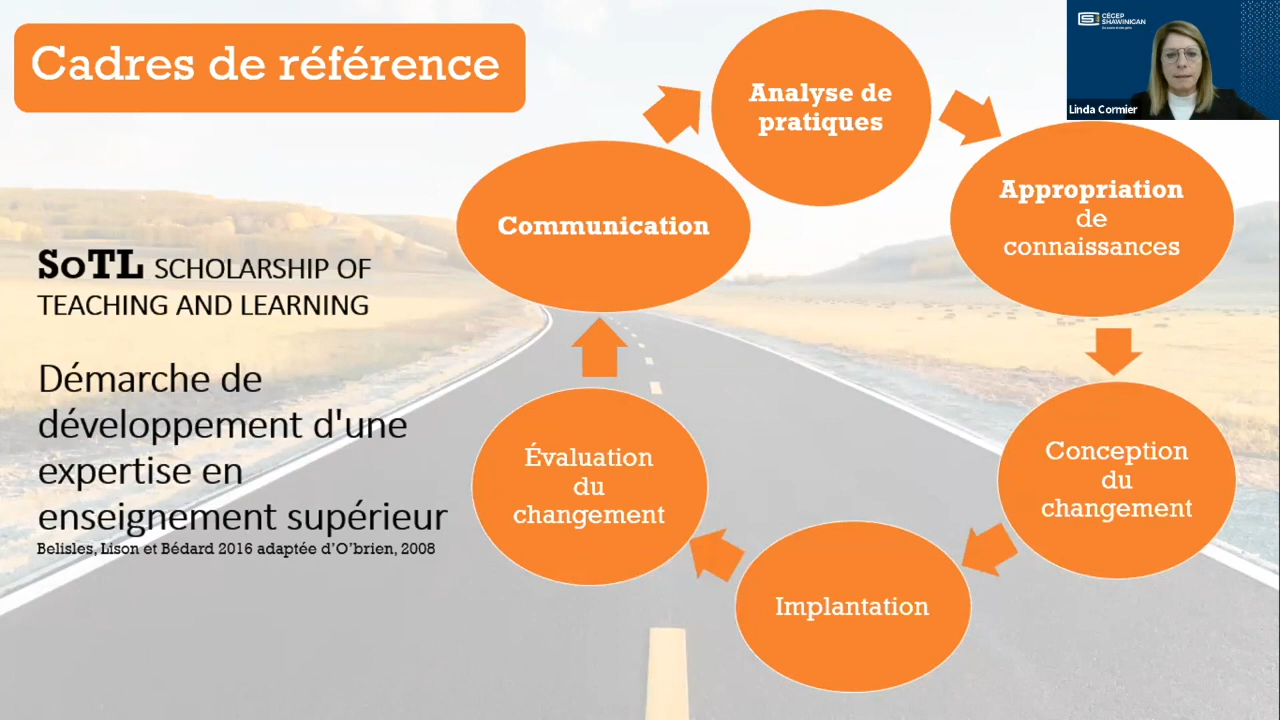 Cadres de référence
SoTL SCHOLARSHIP OF
TEACHING AND LEARNING
Démarche de
développement d'une
expertise en
enseignement supérieur
Belisles, Lison et Bédard 2016 adaptée d'O'brien, 2008
Analyse de
pratiques
Appropriation
de
connaissances
Conception
du
changement
Implantation
Évaluation
du
changement
Communication
CÉGEP
SHAWINIGAN
Linda Cormier